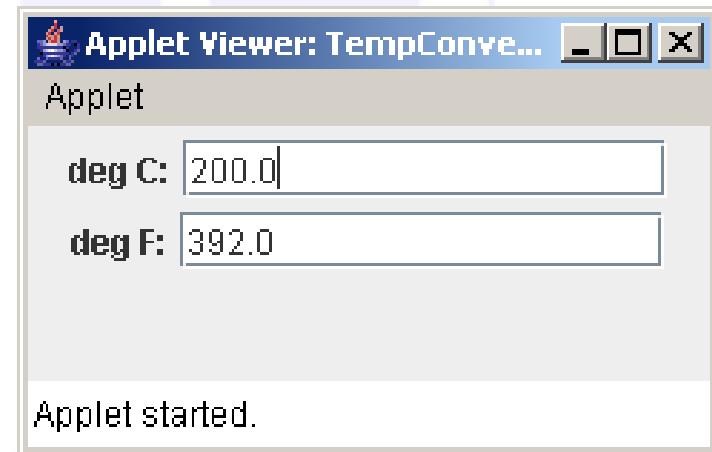 Applet Viewer: TempConve...
Applet
deg C: 200.0
deg F: 392.0
Applet started.